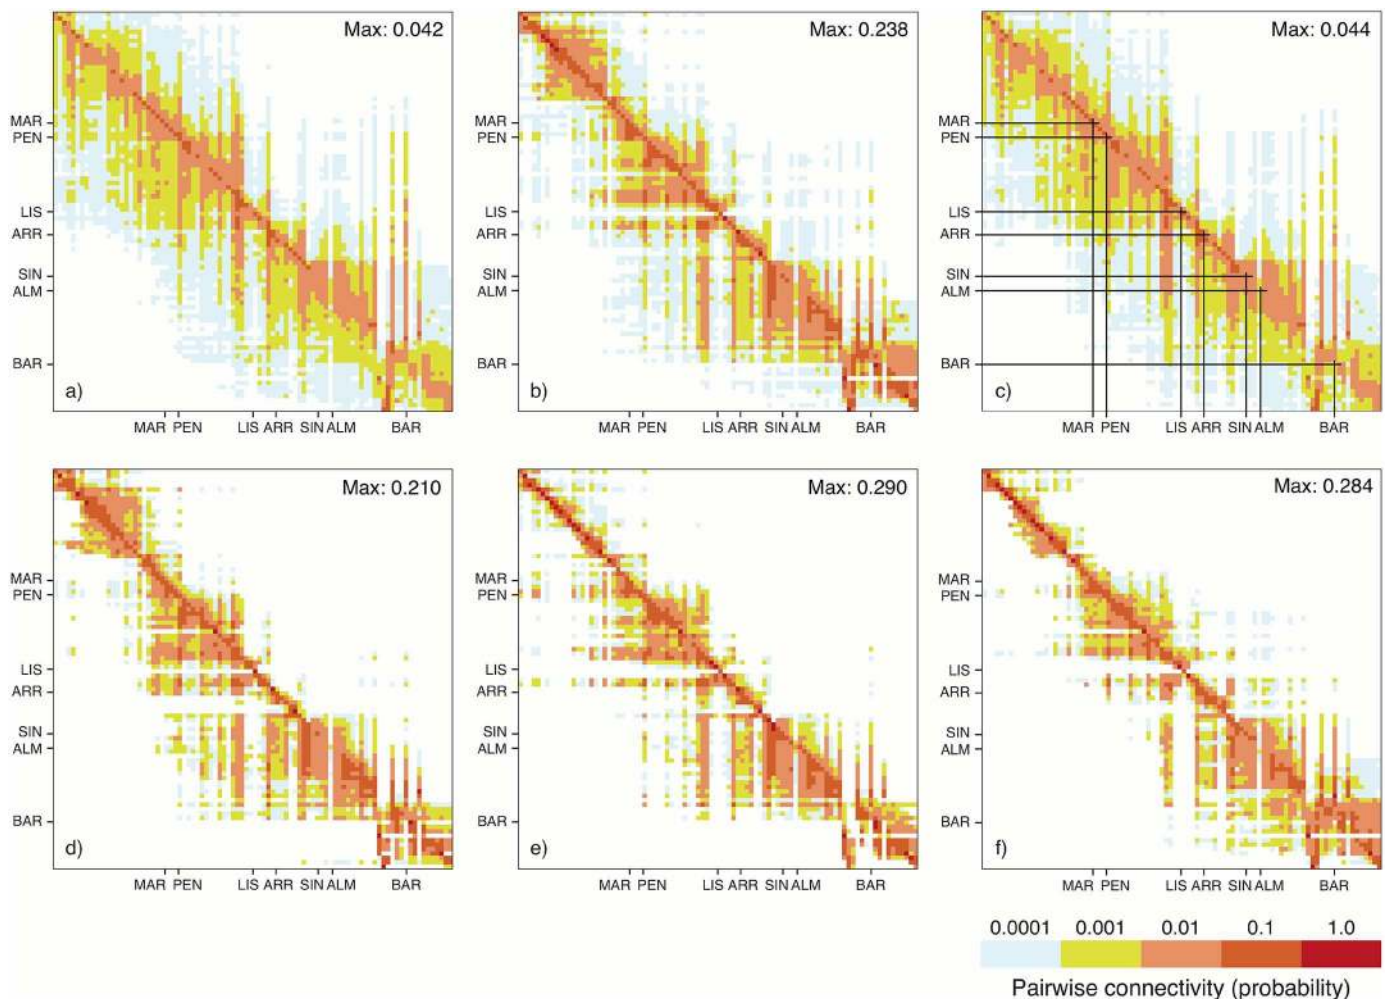 Max: 0.042
MAR
PEN
LIS
ARR
SIN
ALM
BAR
a)
MAR PEN LIS ARR SIN ALM BAR
Max: 0.238
MAR
PEN
LIS
ARR
SIN
ALM
BAR
b)
MAR PEN LIS ARR SIN ALM BAR
Max: 0.044
MAR
PEN
LIS
ARR
SIN
ALM
BAR
c)
MAR PEN LIS ARR SIN ALM BAR
Max: 0.210
MAR
PEN
LIS
ARR
SIN
ALM
BAR
d)
MAR PEN LIS ARR SIN ALM BAR
Max: 0.290
MAR
PEN
LIS
ARR
SIN
ALM
BAR
e)
MAR PEN LIS ARR SIN ALM BAR
Max: 0.284
MAR
PEN
LIS
ARR
SIN
ALM
BAR
f)
MAR PEN LIS ARR SIN ALM BAR
0.0001 0.001 0.01 0.1 1.0
Pairwise connectivity (probability)